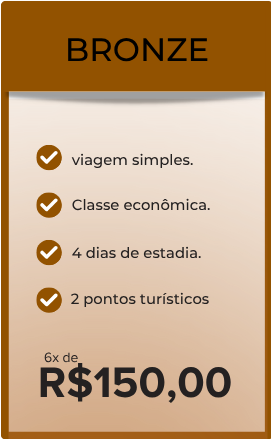 BRONZE
viagem simples.
Classe econômica.
4 dias de estadia.
2 pontos turísticos
6x de
R$150,00